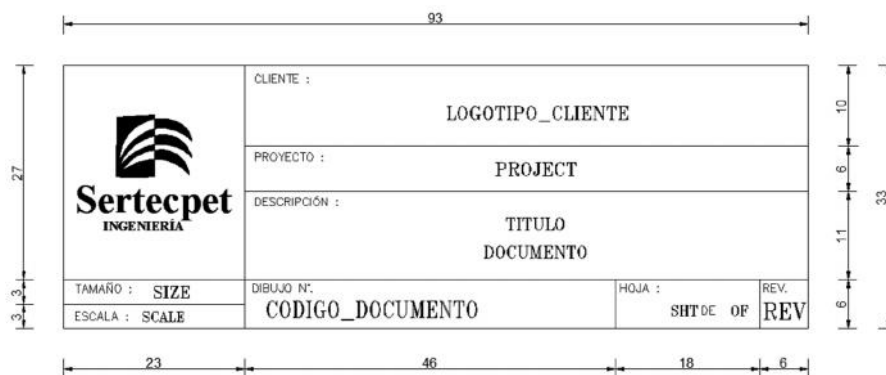 93
CLIENTE :
LOGOTIPO_CLIENTE
10
PROYECTO :
PROJECT
6
27
Sertecpet
INGENIERÍA
DESCRIPCIÓN :
TITULO
DOCUMENTO
11
33
3
TAMAÑO : SIZE
3
ESCALA : SCALE
DIBUJO Nº.
CODIGO_DOCUMENTO
HOJA :
SHT DE OF
REV.
REV
6
23
46
18
6